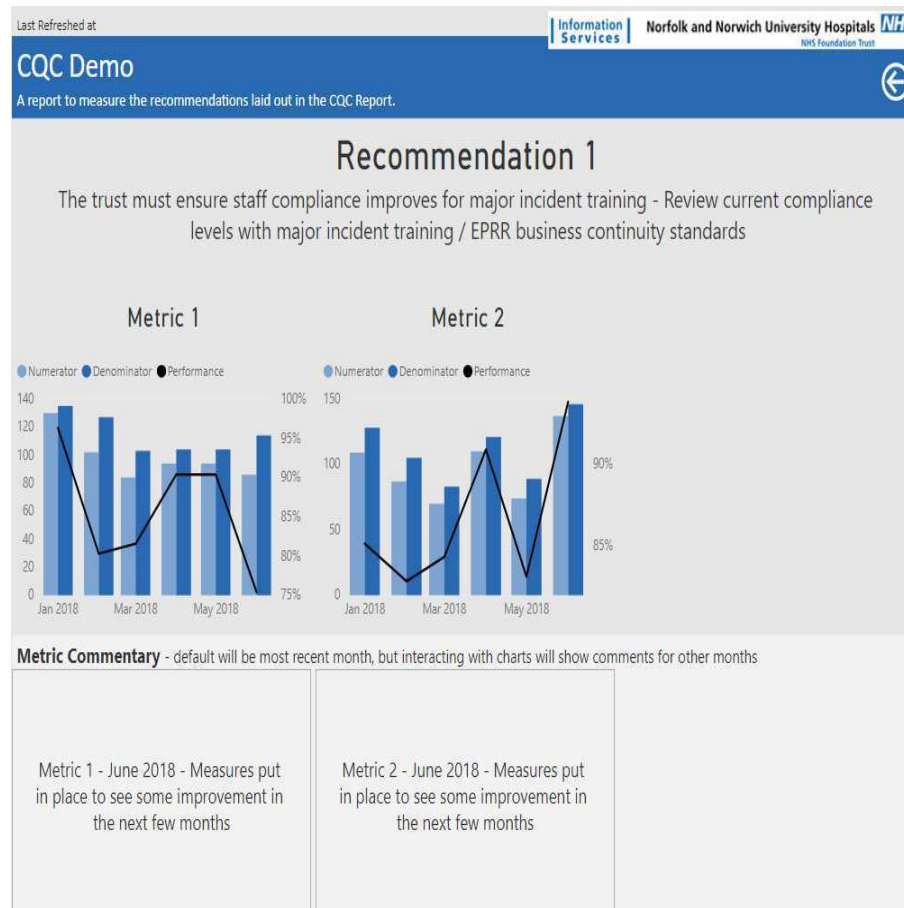 Last Refreshed at
Information
Services
Norfolk and Norwich University Hospitals NH
NHS Foundation Trust
CQC Demo
A report to measure the recommendations laid out in the CQC Report.
Recommendation 1
The trust must ensure staff compliance improves for major incident training - Review current compliance
levels with major incident training / EPRR business continuity standards
Metric 1
Numerator Denominator Performance
140
120
100
80
60
40
20
0
100%
95%
90%
85%
80%
75%
Jan 2018 Mar 2018 May 2018
Metric 2
Numerator Denominator Performance
150
100
50
0
90%
85%
Jan 2018 Mar 2018 May 2018
Metric Commentary - default will be most recent month, but interacting with charts will show comments for other months
Metric 1 - June 2018 - Measures put
in place to see some improvement in
the next few months
Metric 2 - June 2018 - Measures put
in place to see some improvement in
the next few months